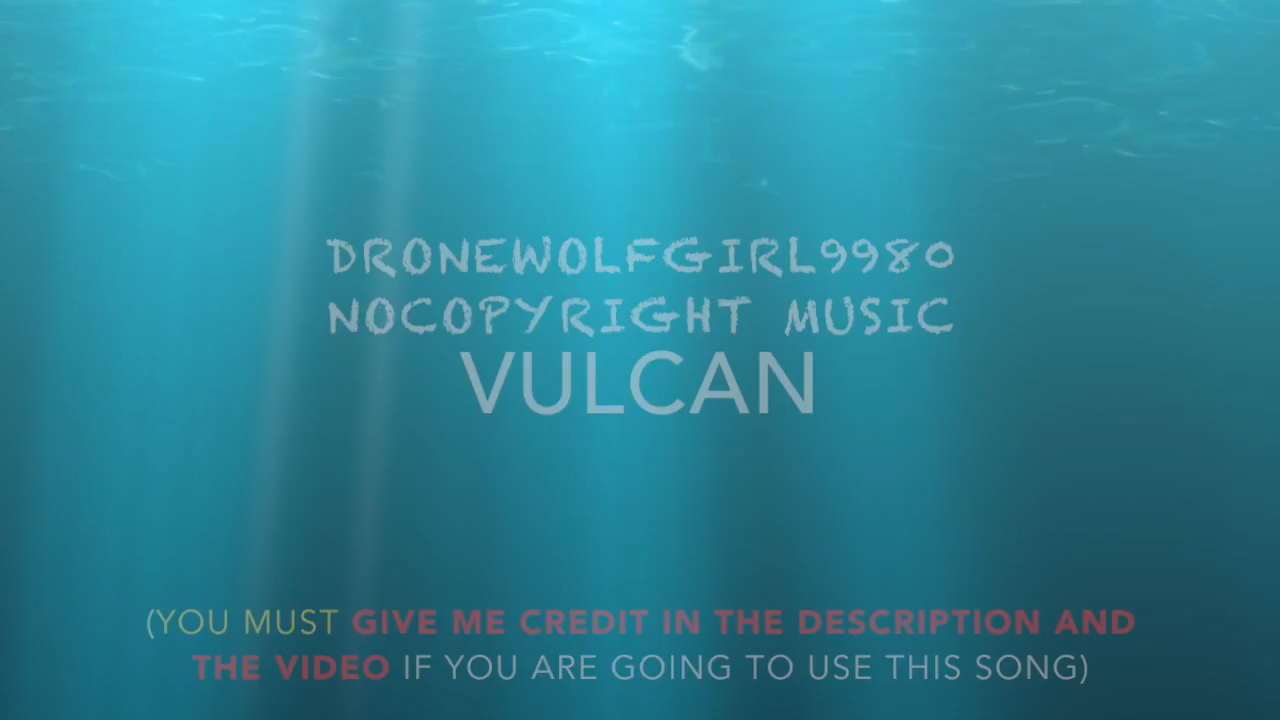 DRONEWOLFGIRL9980
NOCOPYRIGHT MUSIC
VULCAN
(YOU MUST GIVE ME CREDIT IN THE DESCRIPTION AND
THE VIDEO IF YOU ARE GOING TO USE THIS SONG)